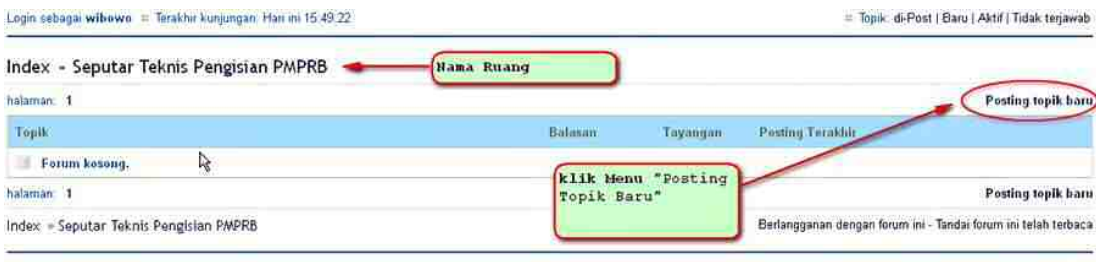 Login sebagai wibowo :: Terakhir kunjungan: Hari ini 15:49:22
:: Topik: di-Post | Baru | Aktif | Tidak terjawab
Index » Seputar Teknis Pengisian PMPRB
Nama Ruang
halaman: 1
Posting topik baru
Topik Balasan Tayangan Posting Terakhir
Forum kosong.
klik Menu "Posting
Topik Baru"
halaman: 1
Posting topik baru
Index » Seputar Teknis Pengisian PMPRB
Berlangganan dengan forum ini - Tandai forum ini telah terbaca